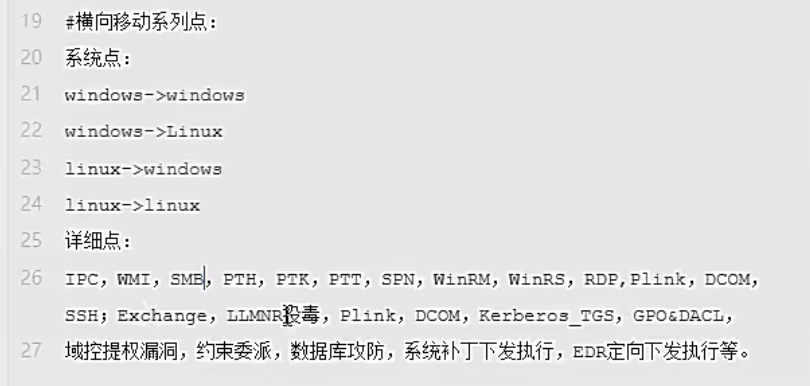 19 #横向移动系列点：
20 系统点：
21 windows->windows
22 windows->Linux
23 linux->windows
24 linux->linux
25 详细点：
26 IPC，WMI，SMB，PTH，PTK，PTT，SPN，WinRM，WinRS，RDP,Plink，DCOM，
SSH；Exchange，LLMNR投毒，Plink，DCOM，Kerberos_TGS，GPO&DACL，
27 域控提权漏洞，约束委派，数据库攻防，系统补丁下发执行，EDR定向下发执行等。